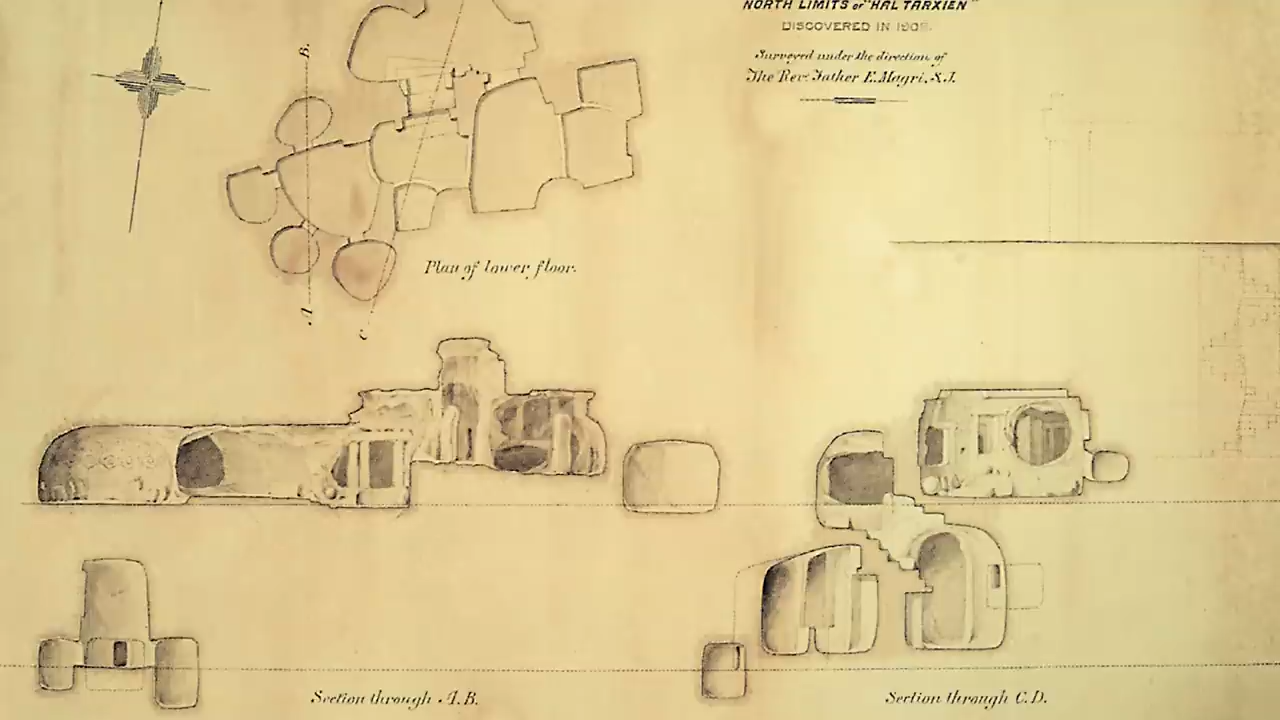 NORTH LIMITS of "HAL TARXIEN"
DISCOVERED IN 190
Surveyed under the direction of
The Rev: Father E. Magri. S.J.
B.
A
C
Plan of lower floor.
Section through A.B.
Section through C.D.